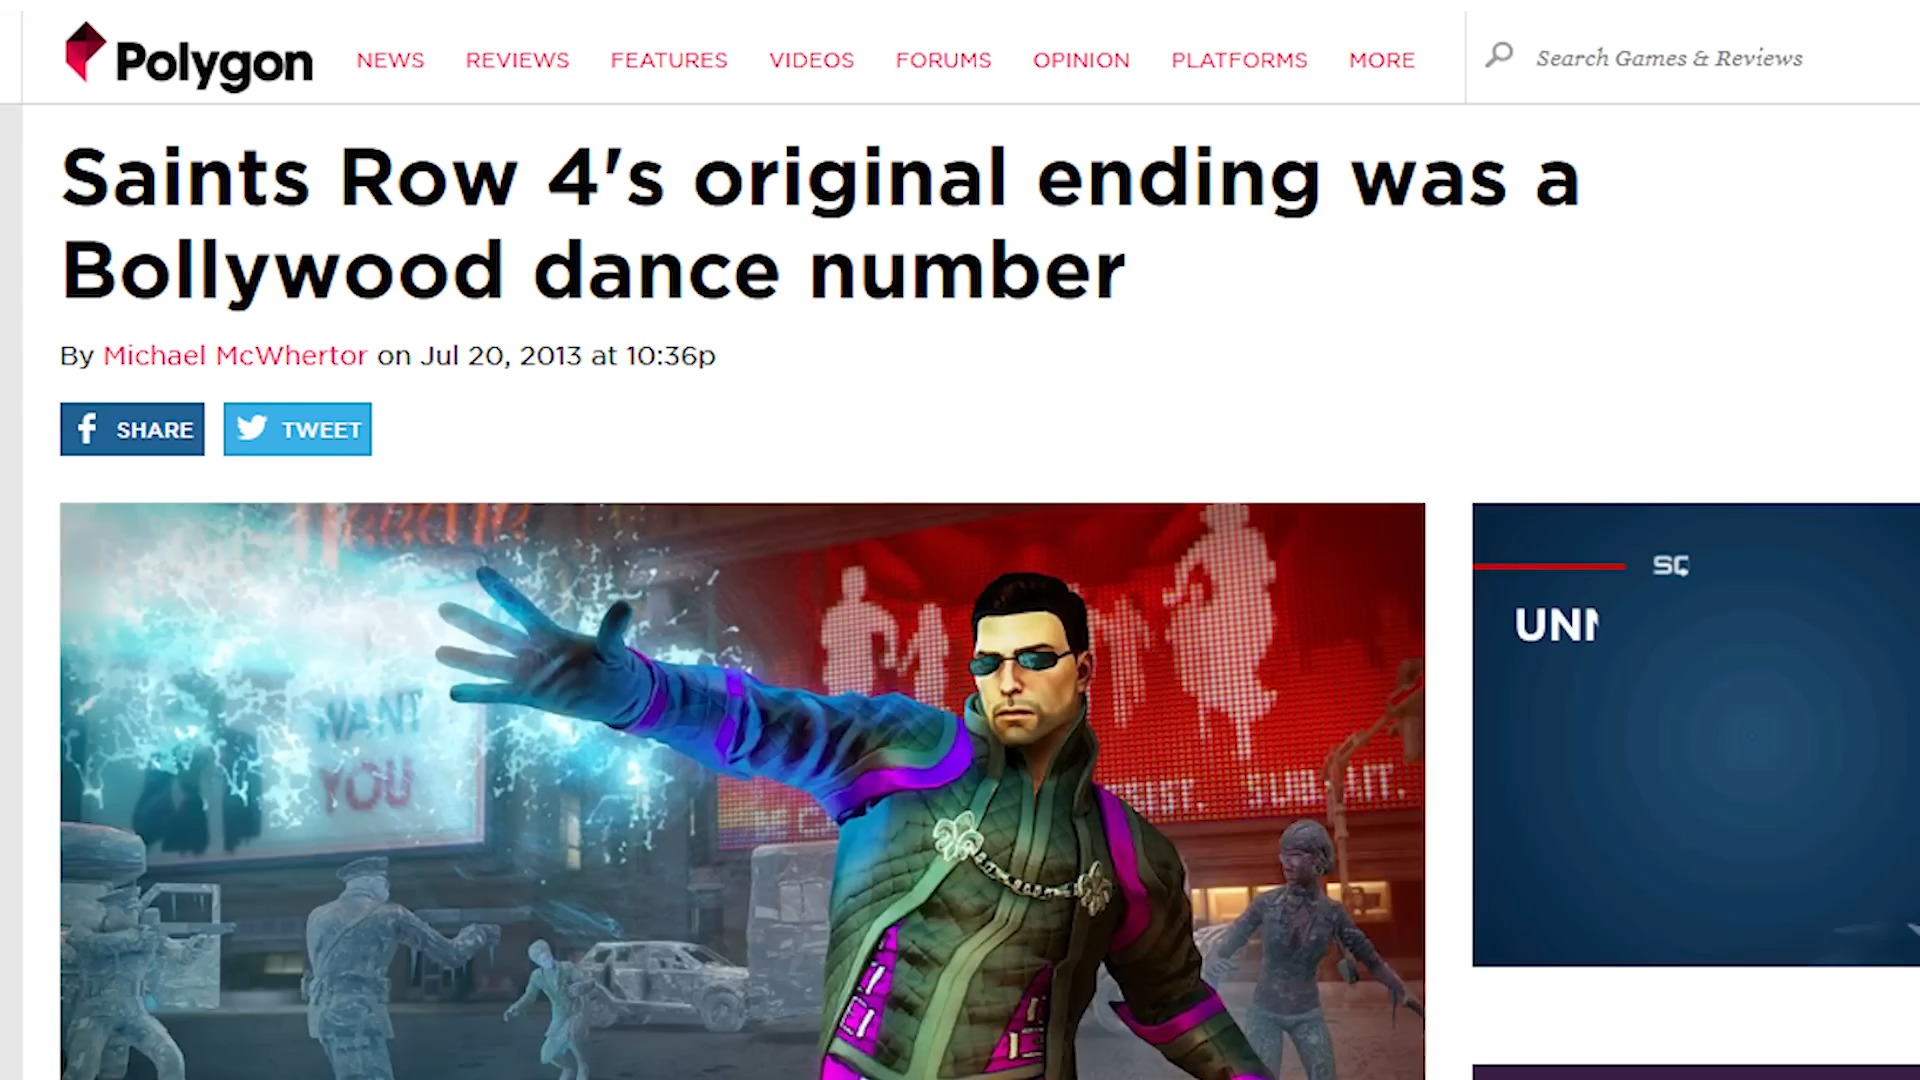 Polygon
NEWS REVIEWS FEATURES VIDEOS FORUMS OPINION PLATFORMS MORE
Search Games & Reviews
Saints Row 4's original ending was a
Bollywood dance number
By Michael McWhertor on Jul 20, 2013 at 10:36p
SHARE TWEET
WANT
YOU